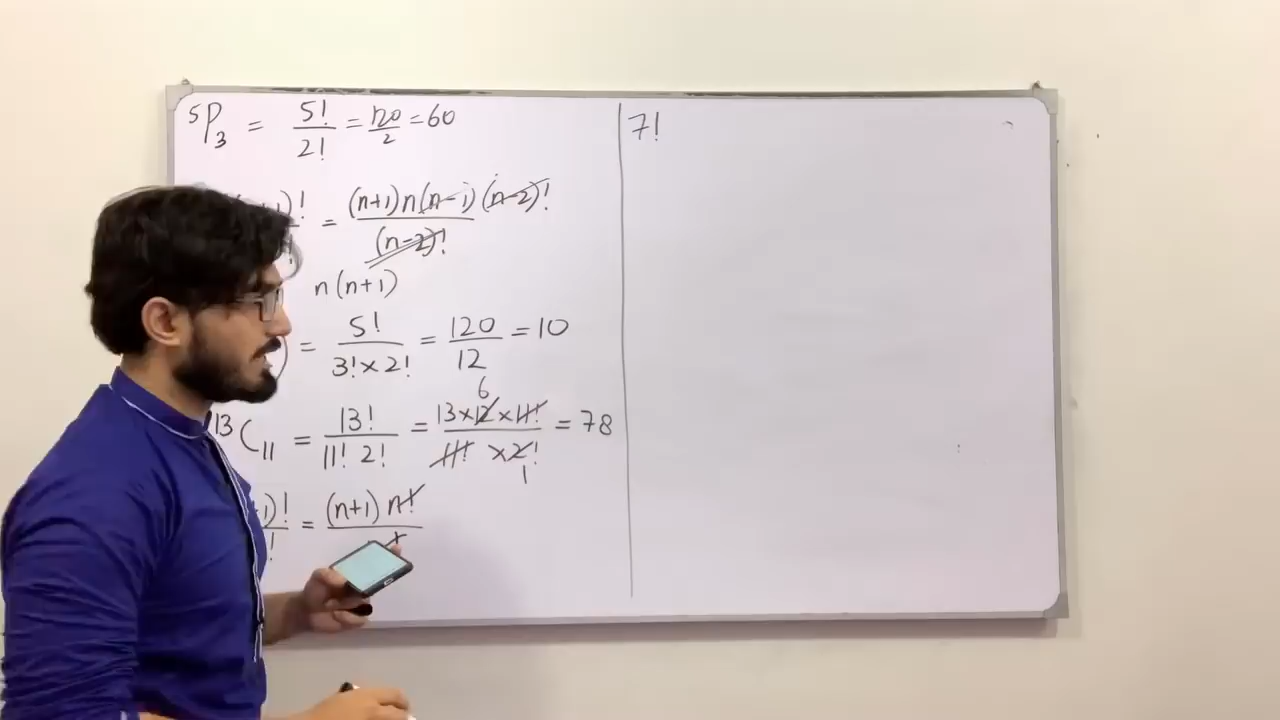 5P3 = 5!/2! = 120/2 = 60
)! = (n+1)n(n-1)(n-2)!/(n-2)!
n(n+1)
) = 5!/(3!×2!) = 120/12 = 10
13C11 = 13!/(11! 2!) = 13×12×11!/(11!×2!) = 78
6
1
)!/! = (n+1) n!
7!